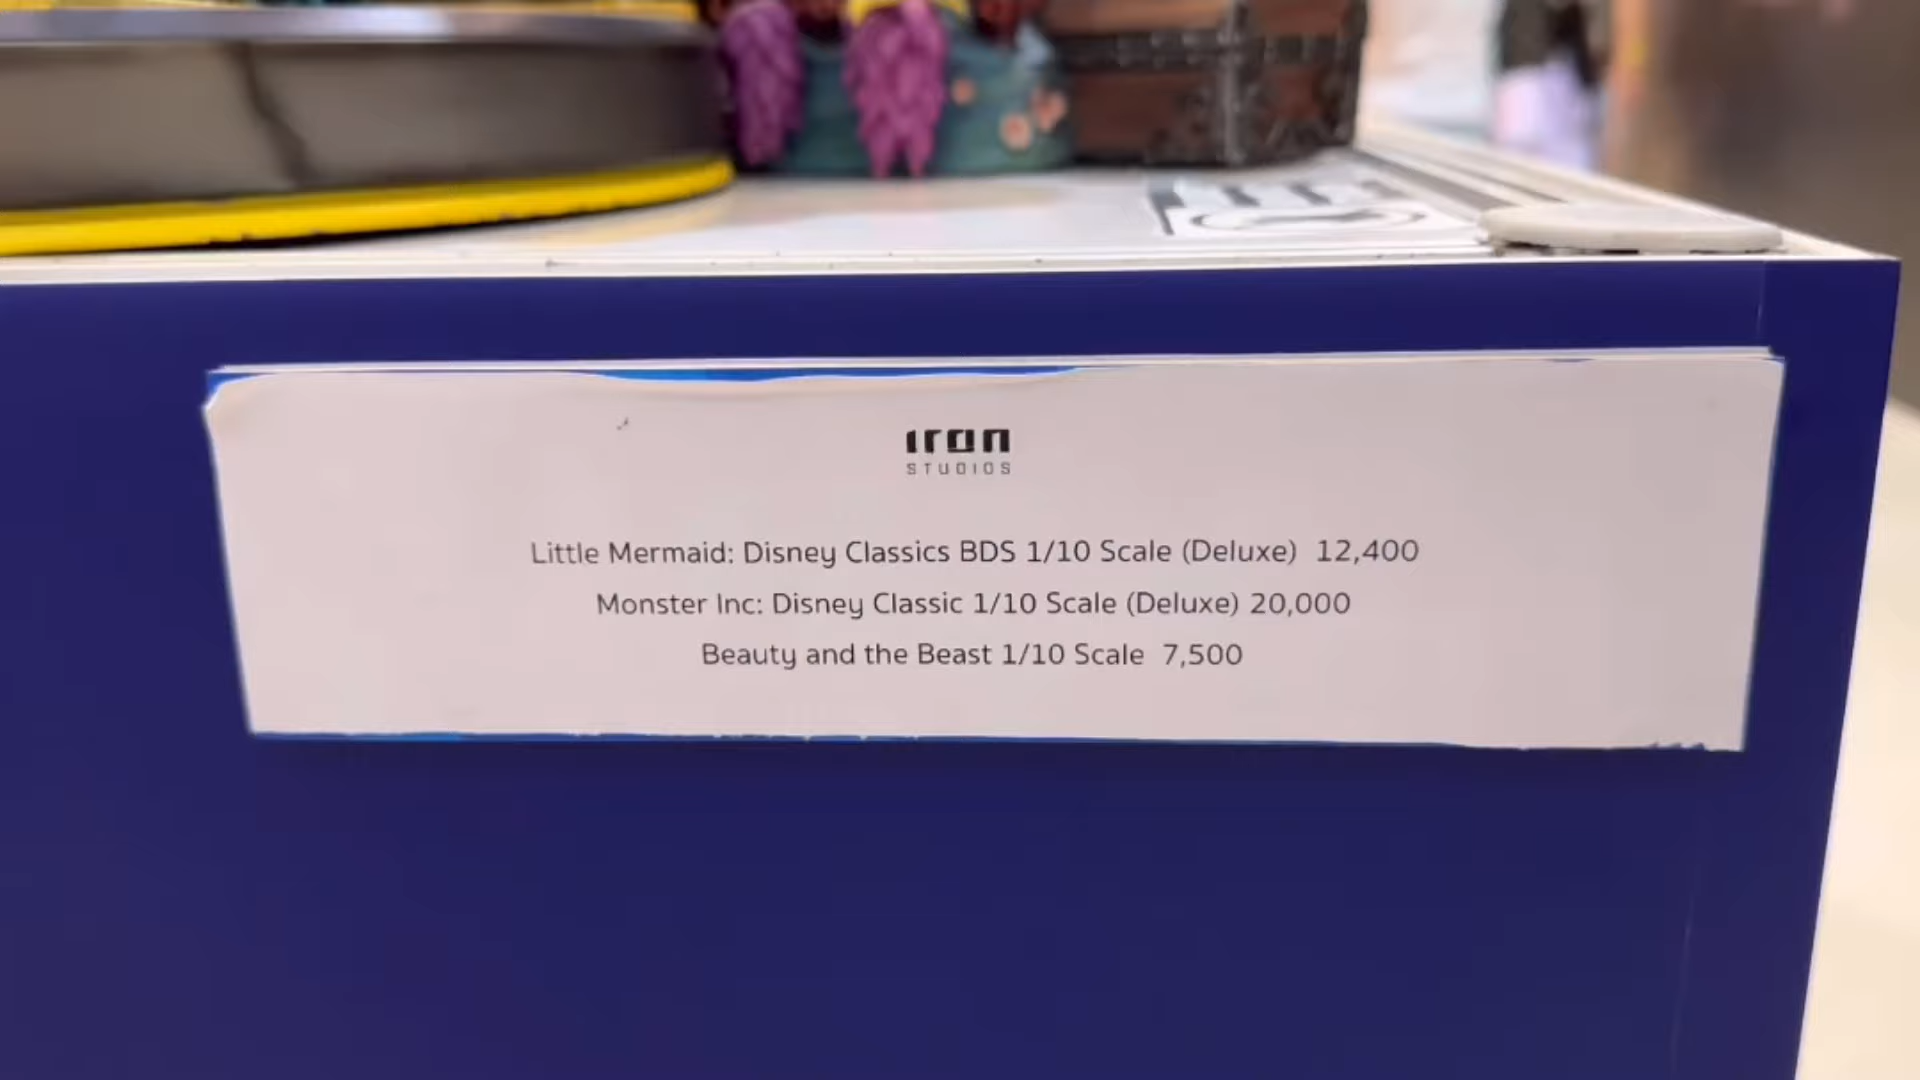 Iron
STUDIOS
Little Mermaid: Disney Classics BDS 1/10 Scale (Deluxe) 12,400
Monster Inc: Disney Classic 1/10 Scale (Deluxe) 20,000
Beauty and the Beast 1/10 Scale 7,500